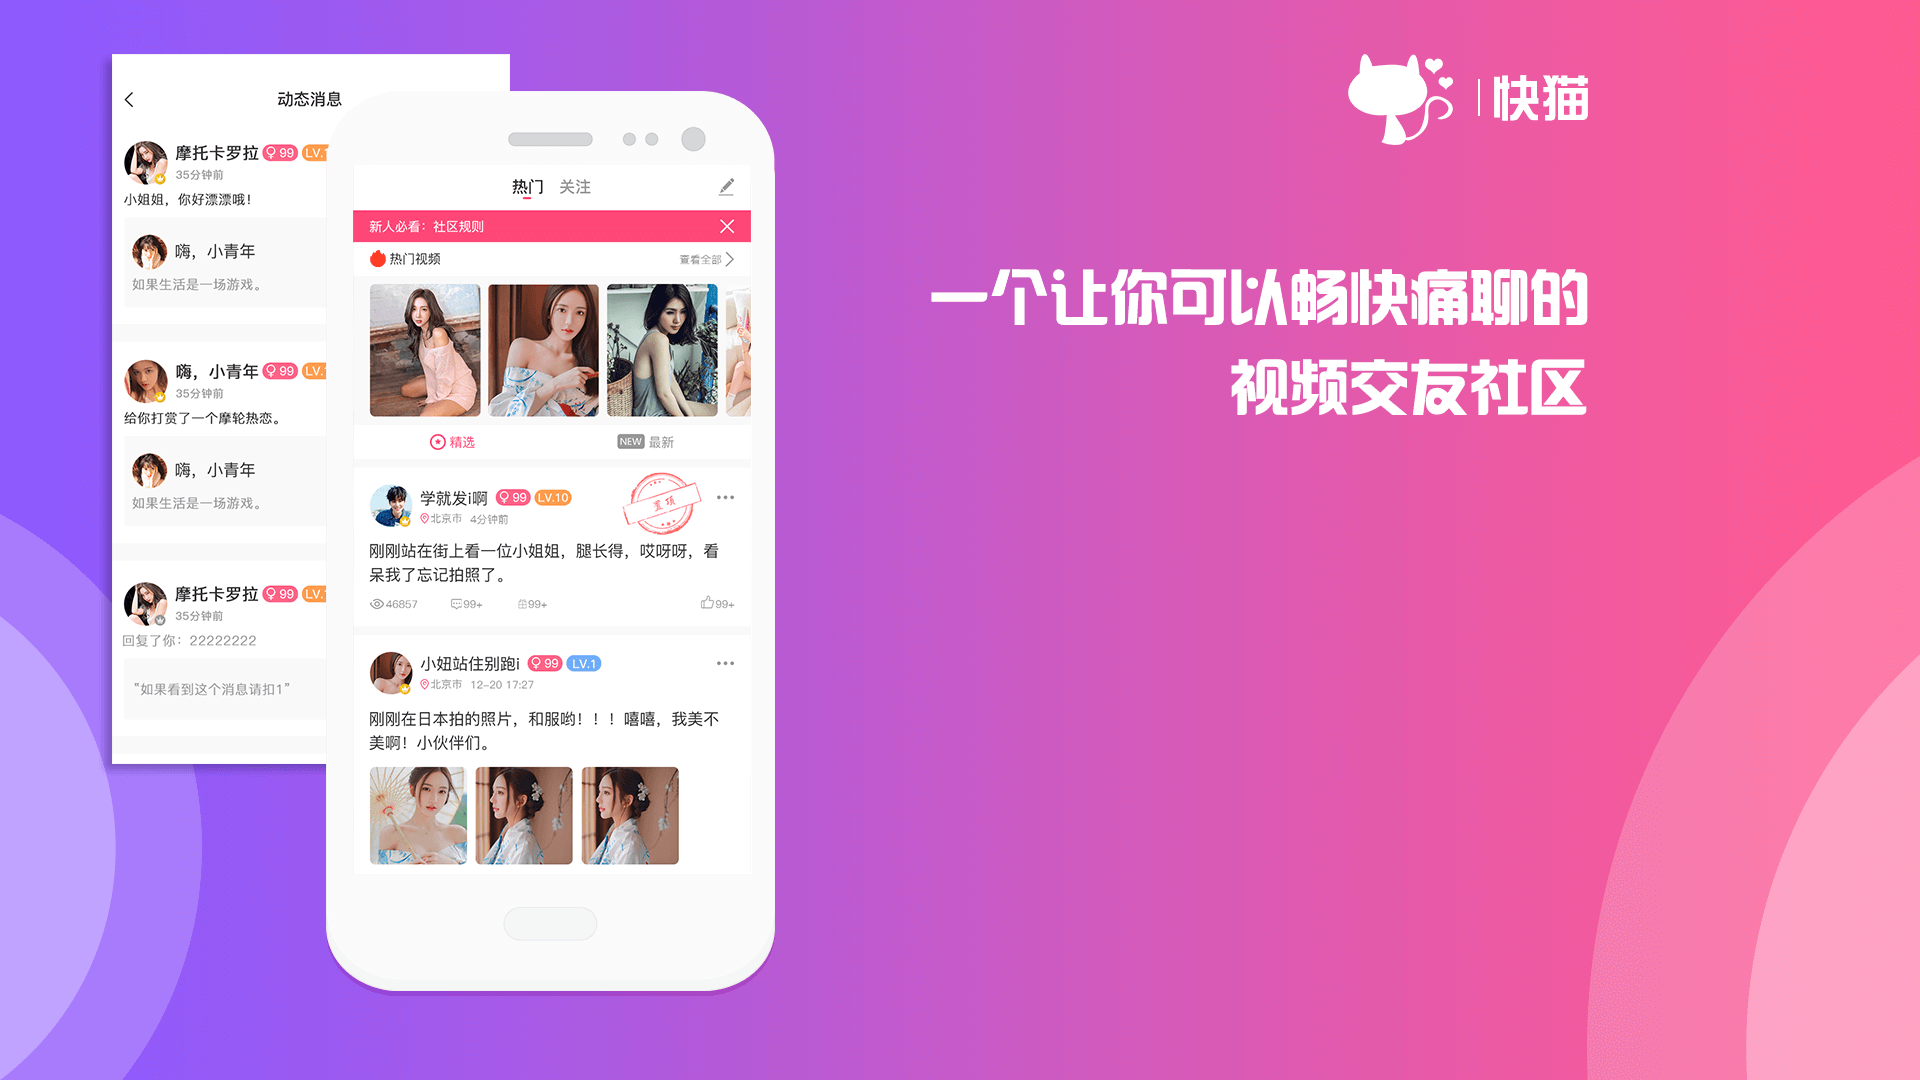 快猫
一个让你可以畅快痛聊的
视频交友社区
动态消息
摩托卡罗拉 99 LV.1
35分钟前
小姐姐，你好漂漂哦！
嗨，小青年
如果生活是一场游戏。
嗨，小青年 99 LV.
35分钟前
给你打赏了一个摩轮热恋。
嗨，小青年
如果生活是一场游戏。
摩托卡罗拉 99 LV.1
35分钟前
回复了你：22222222
“如果看到这个消息请扣1”
热门 关注
新人必看：社区规则
热门视频 查看全部
精选 NEW 最新
学就发i啊 99 LV.10
置顶
北京市 4分钟前
刚刚站在街上看一位小姐姐，腿长得，哎呀呀，看
呆我了忘记拍照了。
46857 99+ 99+ 99+
小妞站住别跑i 99 LV.1
北京市 12-20 17:27
刚刚在日本拍的照片，和服哟！！！嘻嘻，我美不
美啊！小伙伴们。